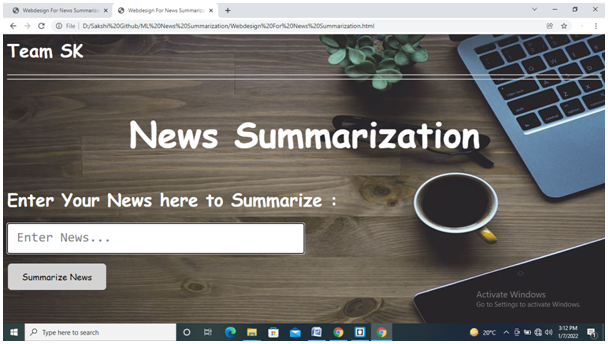 Webdesign For News Summarizat
Webdesign For News Summarizat
File
D:/Sakshi%20Github/ML%20News%20Summarization/Webdesign%20For%20News%20Summarization.html
Team SK
News Summarization
Enter Your News here to Summarize :
Enter News...
Summarize News
Activate Windows
Go to Settings to activate Windows.
Type here to search
20°C
3:12 PM
1/7/2022